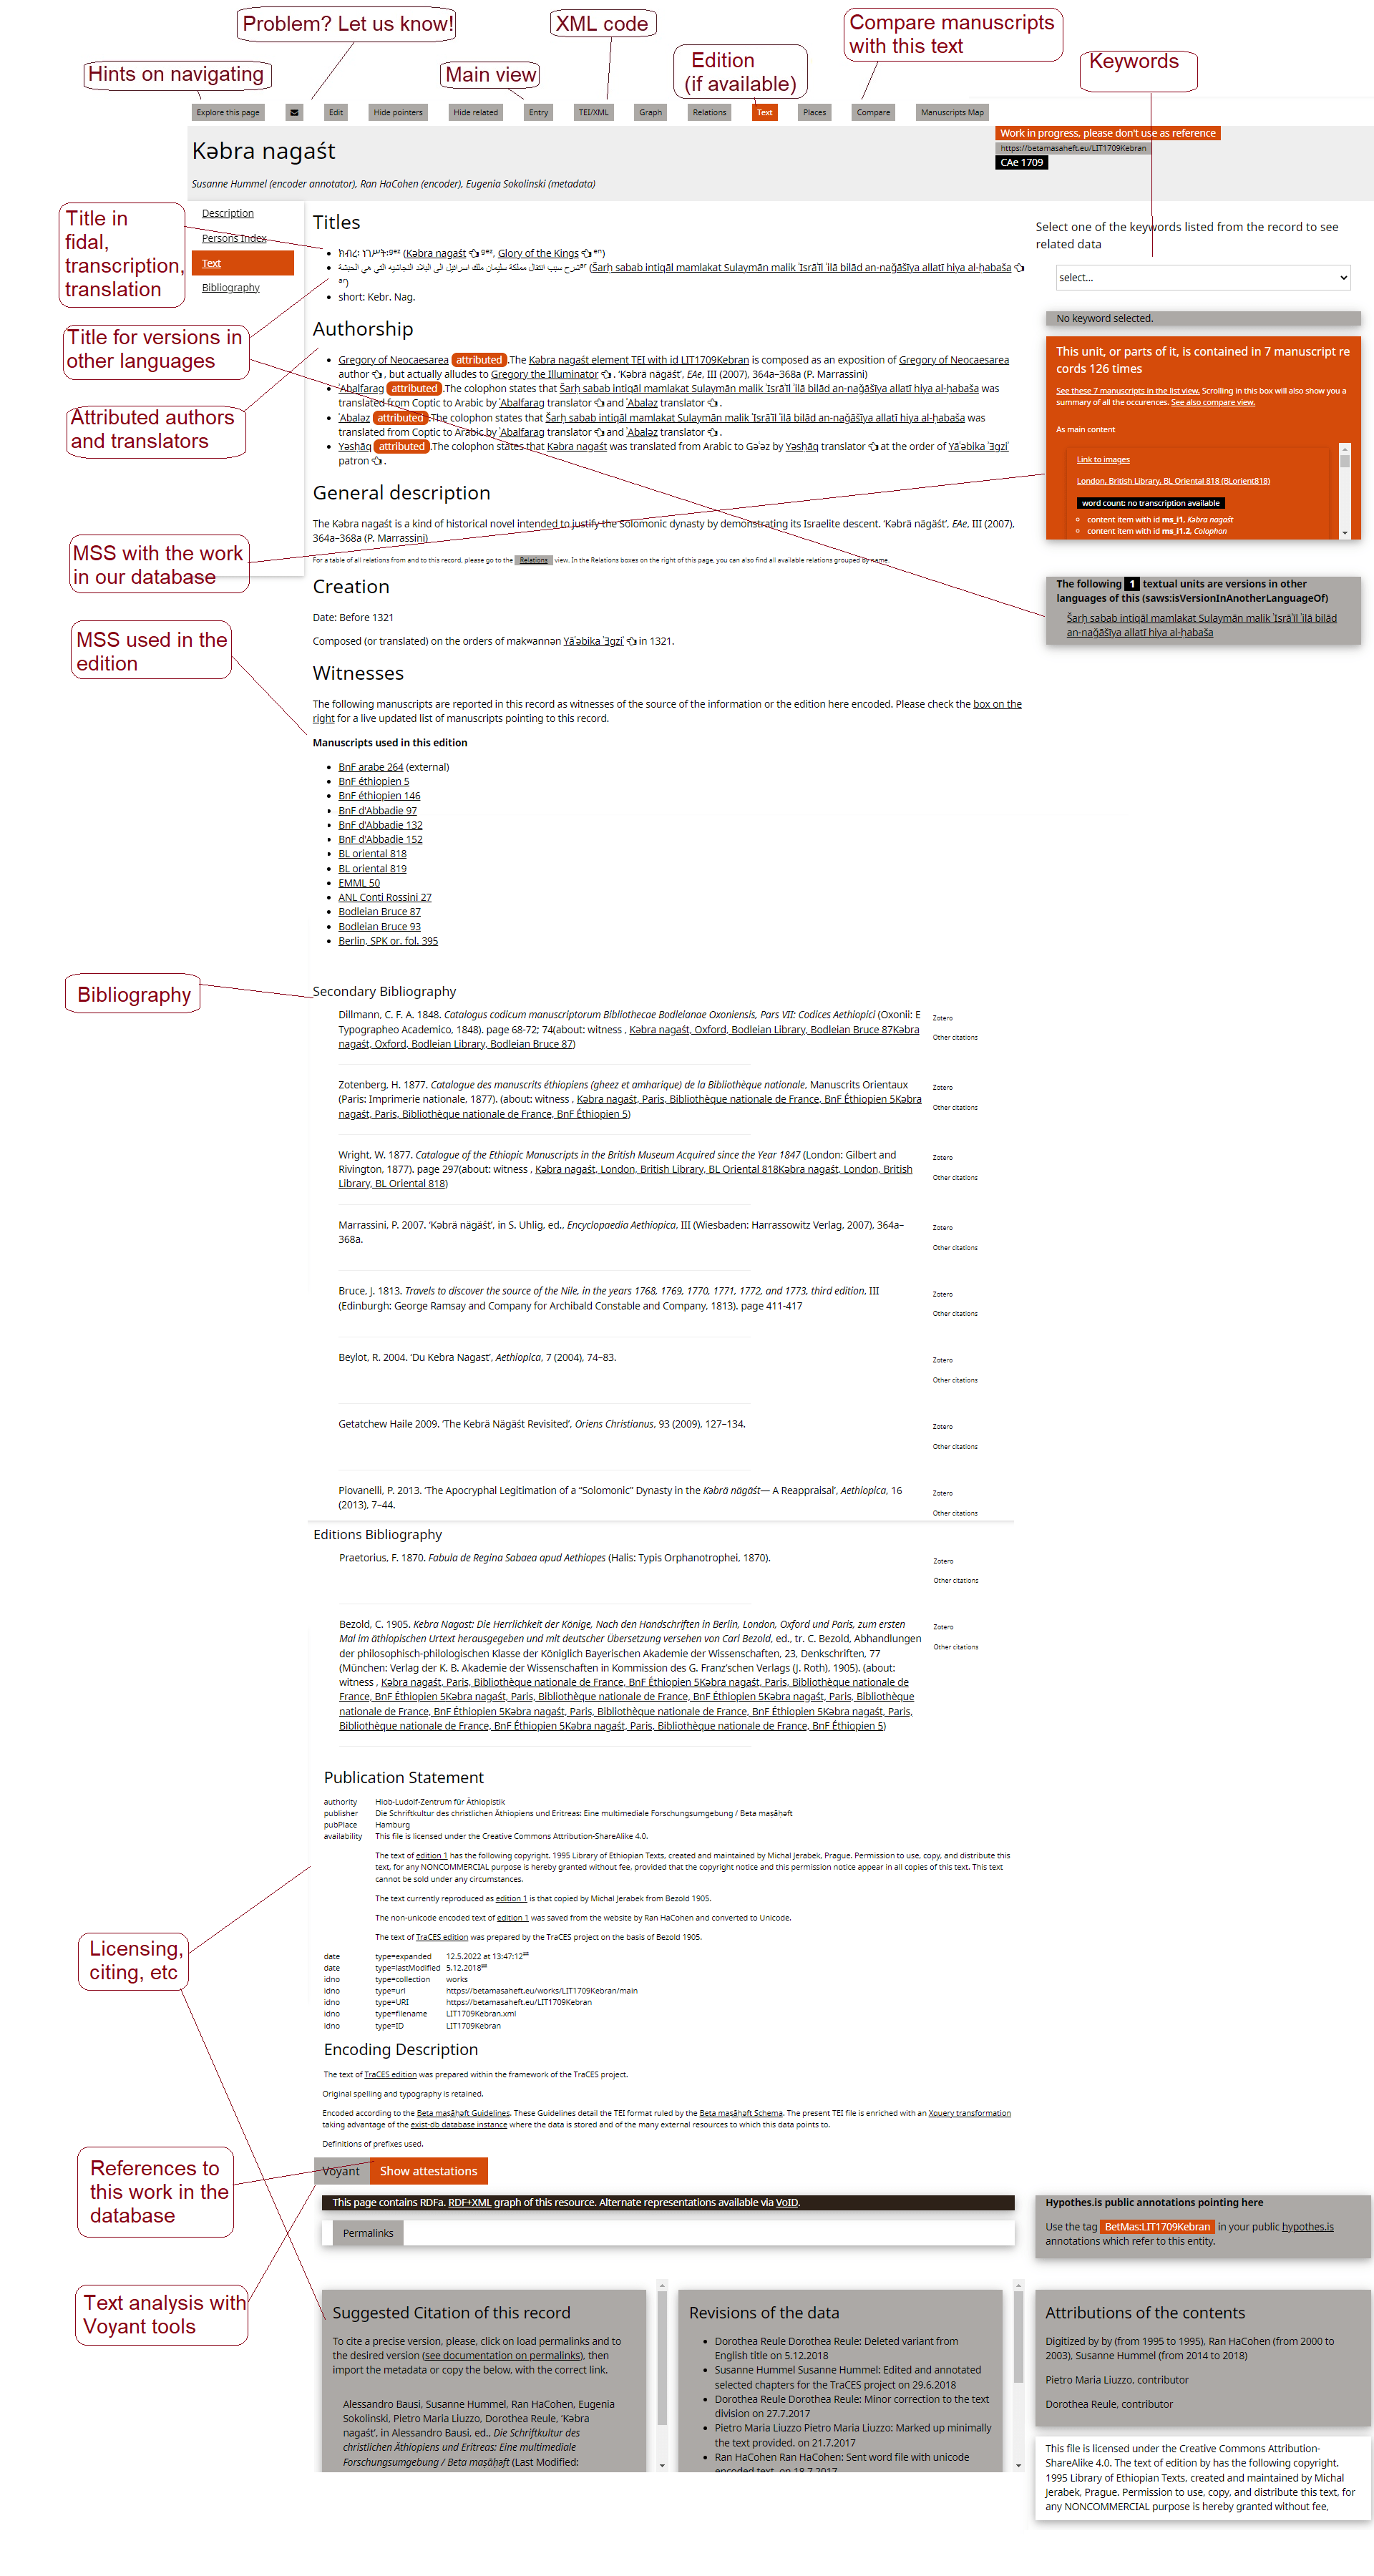 Problem? Let us know!
XML code
Compare manuscripts
with this text
Hints on navigating
Main view
Edition
(if available)
Keywords
Explore this page
Edit
Hide pointers
Hide related
Entry
TEI/XML
Graph
Relations
Text
Places
Compare
Manuscripts Map
Kǝbra nagaśt
Susanne Hummel (encoder annotator), Ran HaCohen (encoder), Eugenia Sokolinski (metadata)
Work in progress, please don't use as reference
https://betamasaheft.eu/LIT1709Kebran
CAe 1709
Title in
fidal,
transcription,
translation
Title for versions in
other languages
Attributed authors
and translators
MSS with the work
in our database
MSS used in the
edition
Description
Persons Index
Text
Bibliography
Titles
ክብረ፡ ነገሥት፡gez (Kǝbra nagaśt gez, Glory of the Kings en)
شرح سبب انتقال مملكة سليمان ملك اسرائيل الى البلاد النجاشيه التي هي الحبشة ar (Šarḥ sabab intiqāl mamlakat Sulaymān malik ʾIsrāʾīl ʾilā bilād an-naǧāšīya allatī hiya al-ḥabaša
ar)
short: Kebr. Nag.
Authorship
Gregory of Neocaesarea attributed .The Kǝbra nagaśt element TEI with id LIT1709Kebran is composed as an exposition of Gregory of Neocaesarea
author , but actually alludes to Gregory the Illuminator . ‘Kǝbrä nägäśt’, EAe, III (2007), 364a–368a (P. Marrassini)
ʾAbalfarag attributed .The colophon states that Šarḥ sabab intiqāl mamlakat Sulaymān malik ʾIsrāʾīl ʾilā bilād an-naǧāšīya allatī hiya al-ḥabaša was
translated from Coptic to Arabic by ʾAbalfarag translator and ʾAbalǝz translator .
ʾAbalǝz attributed .The colophon states that Šarḥ sabab intiqāl mamlakat Sulaymān malik ʾIsrāʾīl ʾilā bilād an-naǧāšīya allatī hiya al-ḥabaša was
translated from Coptic to Arabic by ʾAbalfarag translator and ʾAbalǝz translator .
Yǝsḥāq attributed .The colophon states that Kǝbra nagaśt was translated from Arabic to Gǝʿǝz by Yǝsḥāq translator at the order of Yāʿǝbika ʾƎgziʾ
patron .
General description
The Kǝbra nagaśt is a kind of historical novel intended to justify the Solomonic dynasty by demonstrating its Israelite descent. ‘Kǝbrä nägäśt’, EAe, III (2007),
364a–368a (P. Marrassini)
For a table of all relations from and to this record, please go to the Relations view. In the Relations boxes on the right of this page, you can also find all available relations grouped by name.
Creation
Date: Before 1321
Composed (or translated) on the orders of makʷannǝn Yāʿǝbika ʾƎgziʾ in 1321.
Witnesses
The following manuscripts are reported in this record as witnesses of the source of the information or the edition here encoded. Please check the box on the
right for a live updated list of manuscripts pointing to this record.
Manuscripts used in this edition
BnF arabe 264 (external)
BnF éthiopien 5
BnF éthiopien 146
BnF d'Abbadie 97
BnF d'Abbadie 132
BnF d'Abbadie 152
BL oriental 818
BL oriental 819
EMML 50
ANL Conti Rossini 27
Bodleian Bruce 87
Bodleian Bruce 93
Berlin, SPK or. fol. 395
Select one of the keywords listed from the record to see
related data
select...
No keyword selected.
This unit, or parts of it, is contained in 7 manuscript re
cords 126 times
See these 7 manuscripts in the list view. Scrolling in this box will also show you a
summary of all the occurences. See also compare view.
As main content
Link to images
London, British Library, BL Oriental 818 (BLorient818)
word count: no transcription available
content item with id ms_i1, Kǝbra nagaśt
content item with id ms_i1.2, Colophon
The following 1 textual units are versions in other
languages of this (saws:isVersionInAnotherLanguageOf)
Šarḥ sabab intiqāl mamlakat Sulaymān malik ʾIsrāʾīl ʾilā bilād
an-naǧāšīya allatī hiya al-ḥabaša
Bibliography
Secondary Bibliography
Dillmann, C. F. A. 1848. Catalogus codicum manuscriptorum Bibliothecae Bodleianae Oxoniensis, Pars VII: Codices Aethiopici (Oxonii: E
Typographeo Academico, 1848). page 68-72; 74(about: witness , Kǝbra nagaśt, Oxford, Bodleian Library, Bodleian Bruce 87Kǝbra
nagaśt, Oxford, Bodleian Library, Bodleian Bruce 87)
Zotero
Other citations
Zotenberg, H. 1877. Catalogue des manuscrits éthiopiens (gheez et amharique) de la Bibliothèque nationale, Manuscrits Orientaux
(Paris: Imprimerie nationale, 1877). (about: witness , Kǝbra nagaśt, Paris, Bibliothèque nationale de France, BnF Éthiopien 5Kǝbra
nagaśt, Paris, Bibliothèque nationale de France, BnF Éthiopien 5)
Zotero
Other citations
Wright, W. 1877. Catalogue of the Ethiopic Manuscripts in the British Museum Acquired since the Year 1847 (London: Gilbert and
Rivington, 1877). page 297(about: witness , Kǝbra nagaśt, London, British Library, BL Oriental 818Kǝbra nagaśt, London, British
Library, BL Oriental 818)
Zotero
Other citations
Marrassini, P. 2007. ‘Kǝbrä nägäśt’, in S. Uhlig, ed., Encyclopaedia Aethiopica, III (Wiesbaden: Harrassowitz Verlag, 2007), 364a–
368a.
Zotero
Other citations
Bruce, J. 1813. Travels to discover the source of the Nile, in the years 1768, 1769, 1770, 1771, 1772, and 1773, third edition, III
(Edinburgh: George Ramsay and Company for Archibald Constable and Company, 1813). page 411-417
Zotero
Other citations
Beylot, R. 2004. ‘Du Kebra Nagast’, Aethiopica, 7 (2004), 74–83.
Zotero
Other citations
Getatchew Haile 2009. ‘The Kebrä Nägäśt Revisited’, Oriens Christianus, 93 (2009), 127–134.
Zotero
Other citations
Piovanelli, P. 2013. ‘The Apocryphal Legitimation of a “Solomonic” Dynasty in the Kǝbrä nägäśt— A Reappraisal’, Aethiopica, 16
(2013), 7–44.
Zotero
Other citations
Editions Bibliography
Praetorius, F. 1870. Fabula de Regina Sabaea apud Aethiopes (Halis: Typis Orphanotrophei, 1870).
Zotero
Other citations
Bezold, C. 1905. Kebra Nagast: Die Herrlichkeit der Könige, Nach den Handschriften in Berlin, London, Oxford und Paris, zum ersten
Mal im äthiopischen Urtext herausgegeben und mit deutscher Übersetzung versehen von Carl Bezold, ed., tr. C. Bezold, Abhandlungen
der philosophisch-philologischen Klasse der Königlich Bayerischen Akademie der Wissenschaften, 23, Denkschriften, 77
(München: Verlag der K. B. Akademie der Wissenschaften in Kommission des G. Franz’schen Verlags (J. Roth), 1905). (about:
witness , Kǝbra nagaśt, Paris, Bibliothèque nationale de France, BnF Éthiopien 5Kǝbra nagaśt, Paris, Bibliothèque nationale de
France, BnF Éthiopien 5Kǝbra nagaśt, Paris, Bibliothèque nationale de France, BnF Éthiopien 5Kǝbra nagaśt, Paris, Bibliothèque
nationale de France, BnF Éthiopien 5Kǝbra nagaśt, Paris, Bibliothèque nationale de France, BnF Éthiopien 5Kǝbra nagaśt, Paris,
Bibliothèque nationale de France, BnF Éthiopien 5Kǝbra nagaśt, Paris, Bibliothèque nationale de France, BnF Éthiopien 5)
Zotero
Other citations
Licensing,
citing, etc
Publication Statement
authority Hiob-Ludolf-Zentrum für Äthiopistik
publisher Die Schriftkultur des christlichen Äthiopiens und Eritreas: Eine multimediale Forschungsumgebung / Beta maṣāḥǝft
pubPlace Hamburg
availability This file is licensed under the Creative Commons Attribution-ShareAlike 4.0.
The text of edition 1 has the following copyright. 1995 Library of Ethiopian Texts, created and maintained by Michal Jerabek, Prague. Permission to use, copy, and distribute this
text, for any NONCOMMERCIAL purpose is hereby granted without fee, provided that the copyright notice and this permission notice appear in all copies of this text. This text
cannot be sold under any circumstances.
The text currently reproduced as edition 1 is that copied by Michal Jerabek from Bezold 1905.
The non-unicode encoded text of edition 1 was saved from the website by Ran HaCohen and converted to Unicode.
The text of TraCES edition was prepared by the TraCES project on the basis of Bezold 1905.
date type=expanded 12.5.2022 at 13:47:12
date type=lastModified 5.12.2018
idno type=collection works
idno type=url https://betamasaheft.eu/works/LIT1709Kebran/main
idno type=URI https://betamasaheft.eu/LIT1709Kebran
idno type=filename LIT1709Kebran.xml
idno type=ID LIT1709Kebran
Encoding Description
The text of TraCES edition was prepared within the framework of the TraCES project.
Original spelling and typography is retained.
Encoded according to the Beta maṣāḥǝft Guidelines. These Guidelines detail the TEI format ruled by the Beta maṣāḥǝft Schema. The present TEI file is enriched with an Xquery transformation
taking advantage of the exist-db database instance where the data is stored and of the many external resources to which this data points to.
Definitions of prefixes used.
References to
this work in the
database
Text analysis with
Voyant tools
Voyant
Show attestations
This page contains RDFa. RDF+XML graph of this resource. Alternate representations available via VoID.
Permalinks
Hypothes.is public annotations pointing here
Use the tag BetMas:LIT1709Kebran in your public hypothes.is
annotations which refer to this entity.
Suggested Citation of this record
To cite a precise version, please, click on load permalinks and to
the desired version (see documentation on permalinks), then
import the metadata or copy the below, with the correct link.
Alessandro Bausi, Susanne Hummel, Ran HaCohen, Eugenia
Sokolinski, Pietro Maria Liuzzo, Dorothea Reule, ʻKǝbra
nagaśtʼ, in Alessandro Bausi, ed., Die Schriftkultur des
christlichen Äthiopiens und Eritreas: Eine multimediale
Forschungsumgebung / Beta maṣāḥǝft (Last Modified:
Revisions of the data
Dorothea Reule Dorothea Reule: Deleted variant from
English title on 5.12.2018
Susanne Hummel Susanne Hummel: Edited and annotated
selected chapters for the TraCES project on 29.6.2018
Dorothea Reule Dorothea Reule: Minor correction to the text
division on 27.7.2017
Pietro Maria Liuzzo Pietro Maria Liuzzo: Marked up minimally
the text provided. on 21.7.2017
Ran HaCohen Ran HaCohen: Sent word file with unicode
encoded text. on 18.7.2017
Attributions of the contents
Digitized by by (from 1995 to 1995), Ran HaCohen (from 2000 to
2003), Susanne Hummel (from 2014 to 2018)
Pietro Maria Liuzzo, contributor
Dorothea Reule, contributor
This file is licensed under the Creative Commons Attribution-
ShareAlike 4.0. The text of edition by has the following copyright.
1995 Library of Ethiopian Texts, created and maintained by Michal
Jerabek, Prague. Permission to use, copy, and distribute this text, for
any NONCOMMERCIAL purpose is hereby granted without fee,